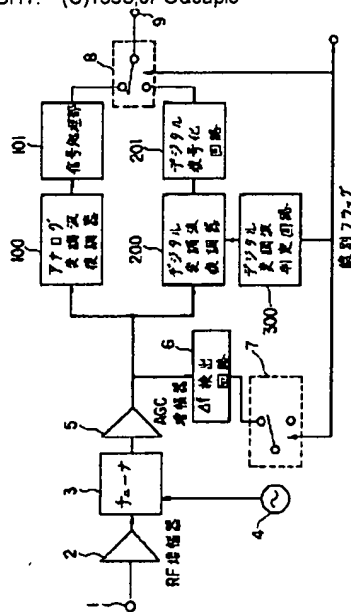 (C)1998,JPO&Japio
9
8
101
信号処理部
201
デジタル復号化回路
100
アナログ変調波復調器
200
デジタル変調波復調器
300
デジタル変調波判定回路
識別フラグ
6
Δf検出回路
7
5
AGC増幅器
3
チューナ
4
2
RF増幅器
1